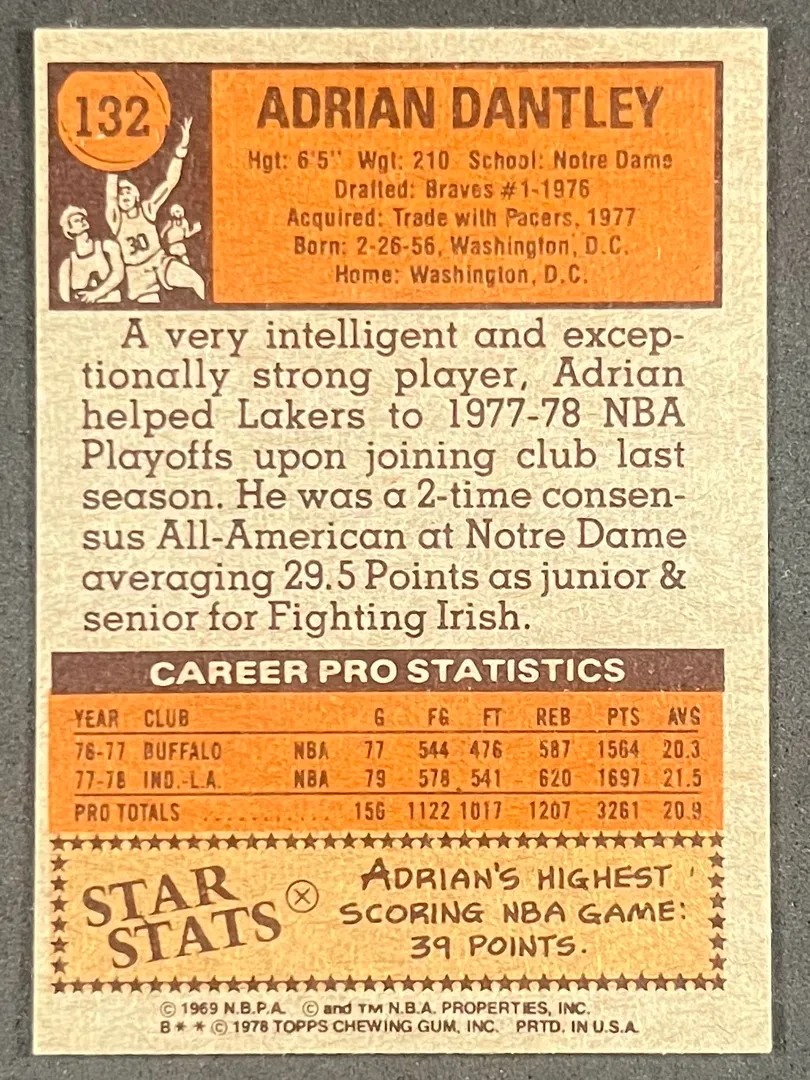 132
ADRIAN DANTLEY
Hgt: 6'5" Wgt: 210 School: Notre Dame
Drafted: Braves #1-1976
Acquired: Trade with Pacers, 1977
Born: 2-26-56, Washington, D.C.
Home: Washington, D.C.
30
A very intelligent and excep-
tionally strong player, Adrian
helped Lakers to 1977-78 NBA
Playoffs upon joining club last
season. He was a 2-time consen-
sus All-American at Notre Dame
averaging 29.5 Points as junior &
senior for Fighting Irish.
CAREER PRO STATISTICS
YEAR CLUB G FG FT REB PTS AVG
76-77 BUFFALO NBA 77 544 476 587 1564 20.3
77-78 IND.-L.A. NBA 79 578 541 620 1697 21.5
PRO TOTALS ............ 156 1122 1017 1207 3261 20.9
STAR
STATS
ADRIAN'S HIGHEST
SCORING NBA GAME:
39 POINTS.
© 1969 N.B.P.A. © and TM N.B.A. PROPERTIES, INC.
B * * © 1978 TOPPS CHEWING GUM, INC. PRTD. IN U.S.A.